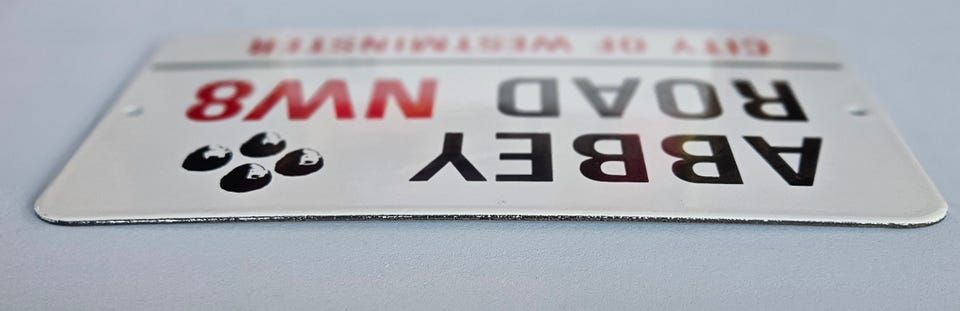 ABBEY
ROAD NW8
CITY OF WESTMINSTER